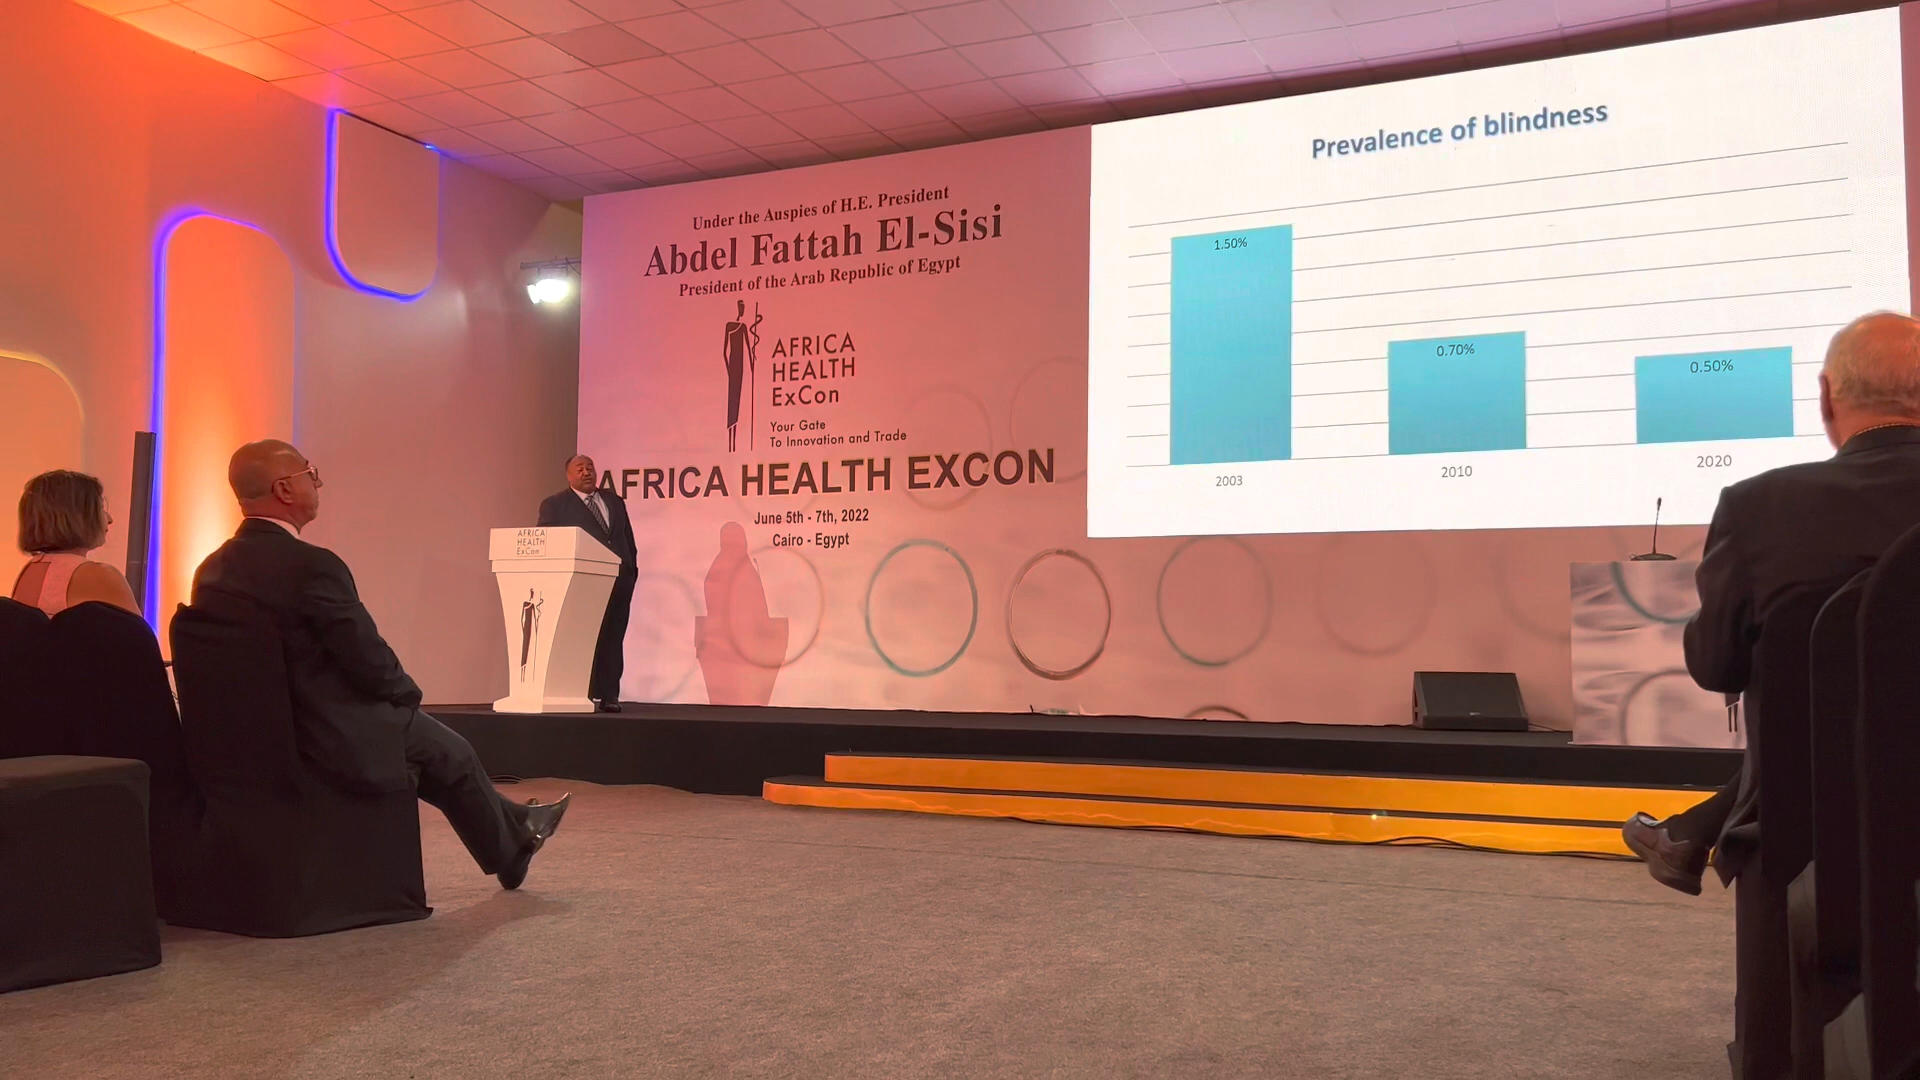 Under the Auspies of H.E. President
Abdel Fattah El-Sisi
President of the Arab Republic of Egypt
AFRICA
HEALTH
ExCon
Your Gate
To Innovation and Trade
AFRICA HEALTH EXCON
June 5th - 7th, 2022
Cairo - Egypt
AFRICA
HEALTH
ExCon
Prevalence of blindness
1.50%
0.70%
0.50%
2003
2010
2020